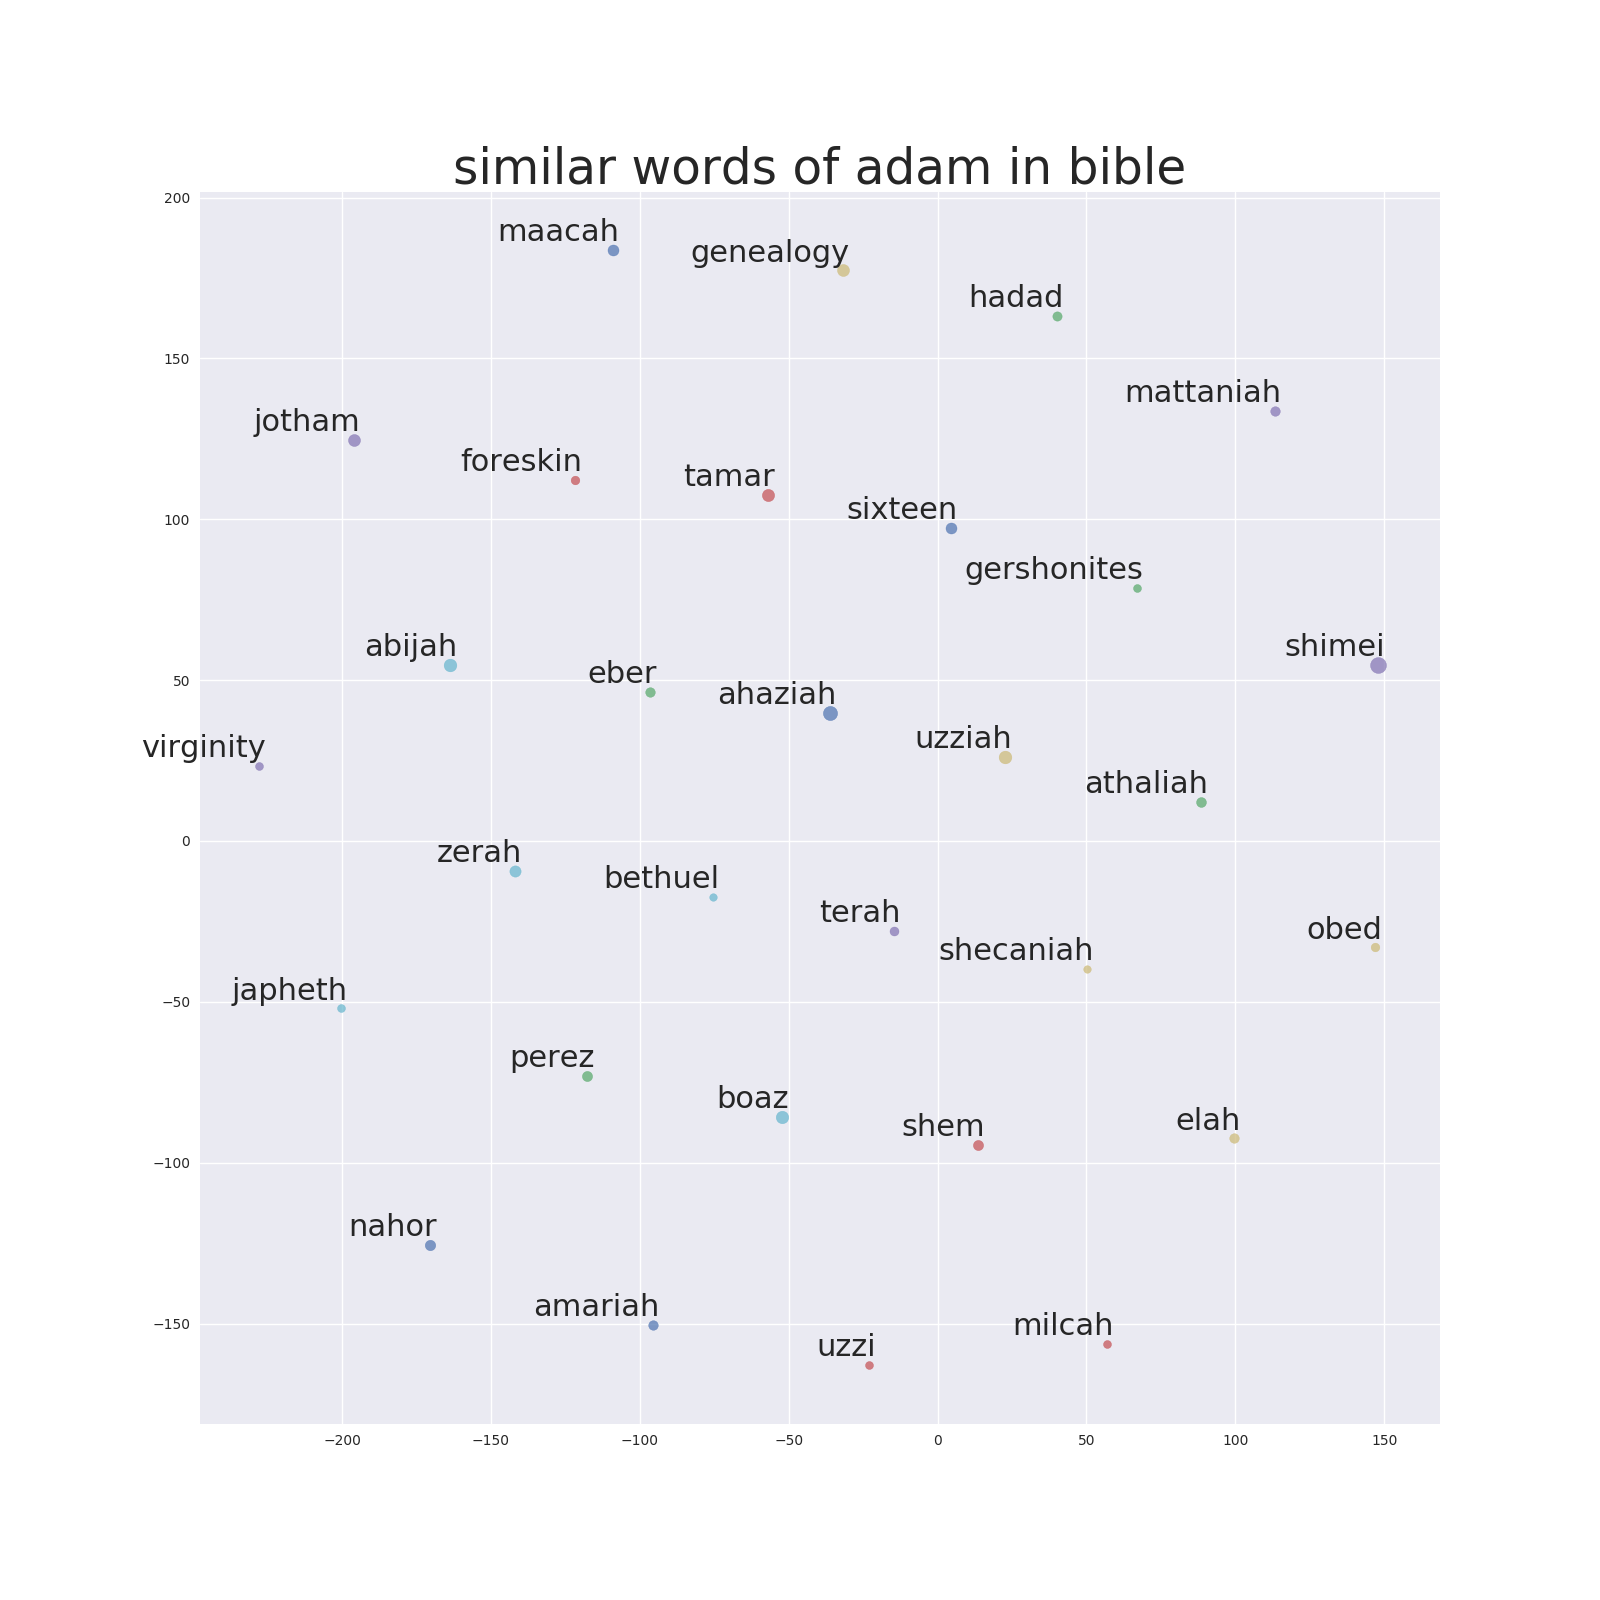 similar words of adam in bible
200
maacah
genealogy
hadad
150
mattaniah
jotham
foreskin
tamar
100
sixteen
gershonites
abijah
shimei
eber
50
ahaziah
uzziah
virginity
athaliah
0
zerah
bethuel
terah
obed
shecaniah
japheth
−50
perez
boaz
elah
shem
−100
nahor
amariah
−150
milcah
uzzi
−200 −150 −100 −50 0 50 100 150